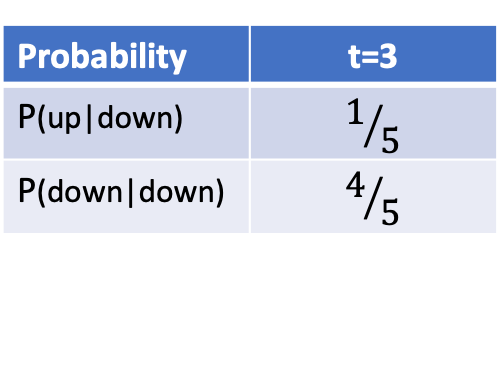 Probability t=3
P(up|down) 1/5
P(down|down) 4/5